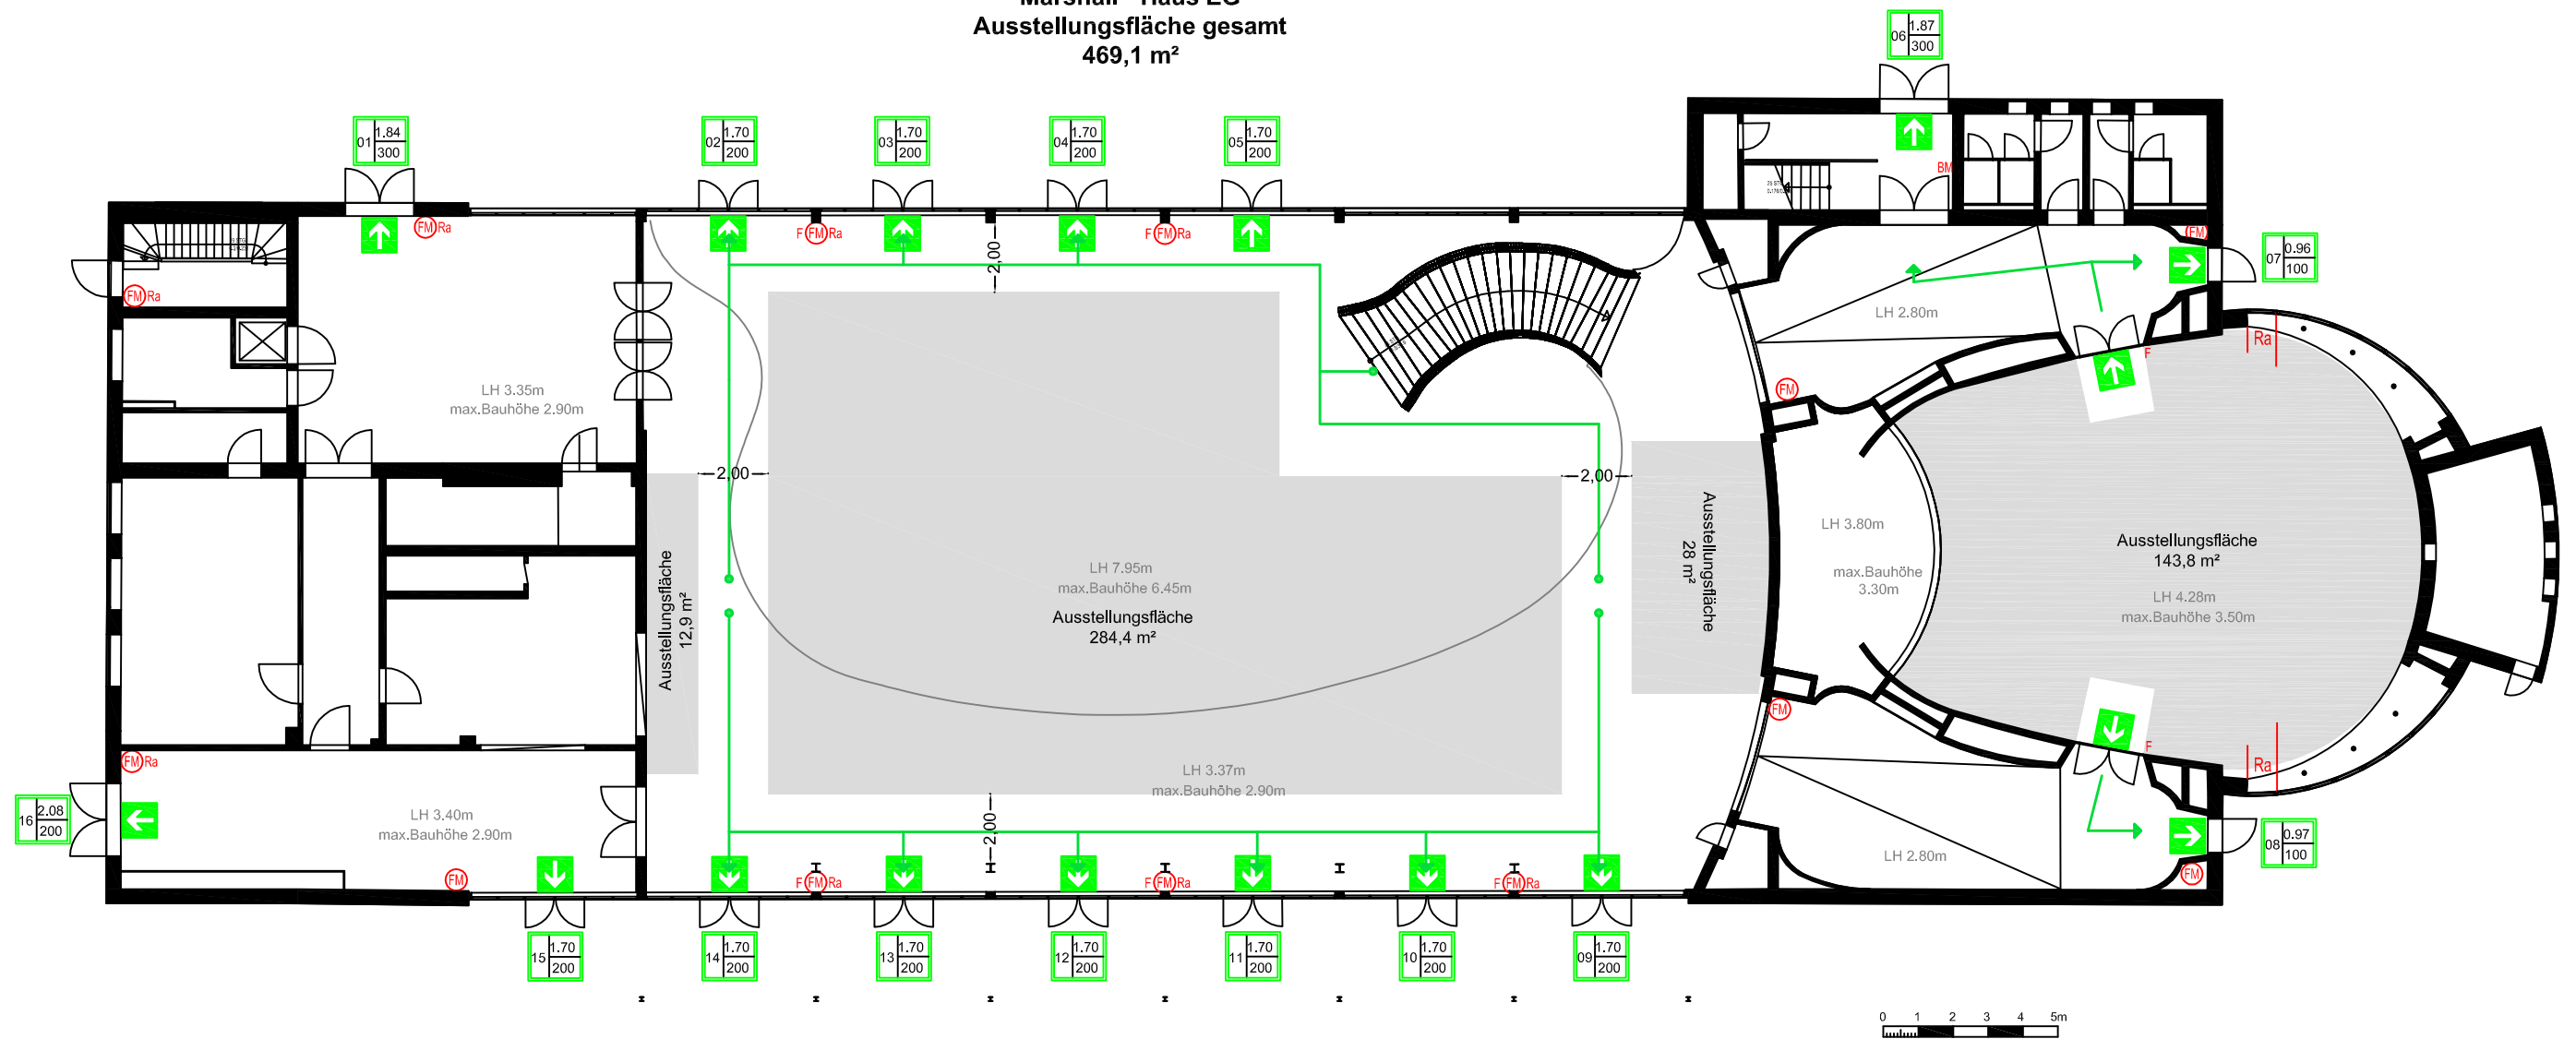 Marshall - Haus EG
Ausstellungsfläche gesamt
469,1 m²
06 1.87
300
01 1.84
300
02 1.70
200
03 1.70
200
04 1.70
200
05 1.70
200
BM
FM Ra
F FM Ra
F FM Ra
FM
2,00
07 0.96
100
FM Ra
LH 2.80m
Ra
F
LH 3.35m
max.Bauhöhe 2.90m
FM
2,00
2,00
Ausstellungsfläche
28 m²
LH 3.80m
max.Bauhöhe
3.30m
Ausstellungsfläche
143,8 m²
LH 4.28m
max.Bauhöhe 3.50m
Ausstellungsfläche
12,9 m²
LH 7.95m
max.Bauhöhe 6.45m
Ausstellungsfläche
284,4 m²
FM
F
Ra
FM Ra
LH 3.37m
max.Bauhöhe 2.90m
16 2.08
200
LH 3.40m
max.Bauhöhe 2.90m
2,00
LH 2.80m
08 0.97
100
FM
F FM Ra
F FM Ra
F FM Ra
FM
15 1.70
200
14 1.70
200
13 1.70
200
12 1.70
200
11 1.70
200
10 1.70
200
09 1.70
200
0 1 2 3 4 5m